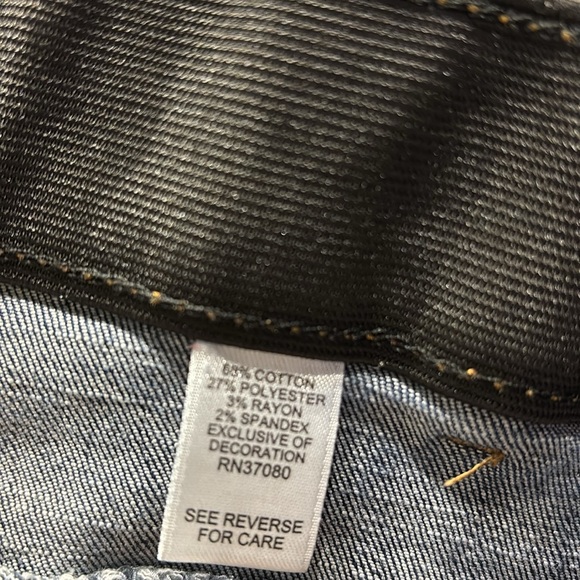 68% COTTON
27% POLYESTER
3% RAYON
2% SPANDEX
EXCLUSIVE OF
DECORATION
RN37080
SEE REVERSE
FOR CARE